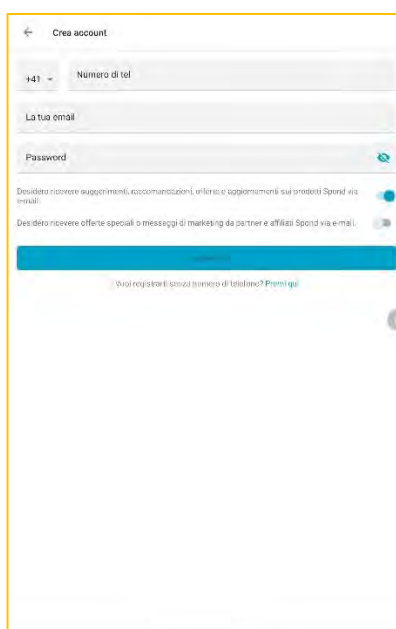 Crea account
+41
Numero di tel
La tua email
Password
Desidero ricevere suggerimenti, raccomandazioni, offerte e aggiornamenti sui prodotti Spond via
e-mail.
Desidero ricevere offerte speciali o messaggi di marketing da partner e affiliati Spond via e-mail.
Vuoi registrarti senza numero di telefono? Premi qui